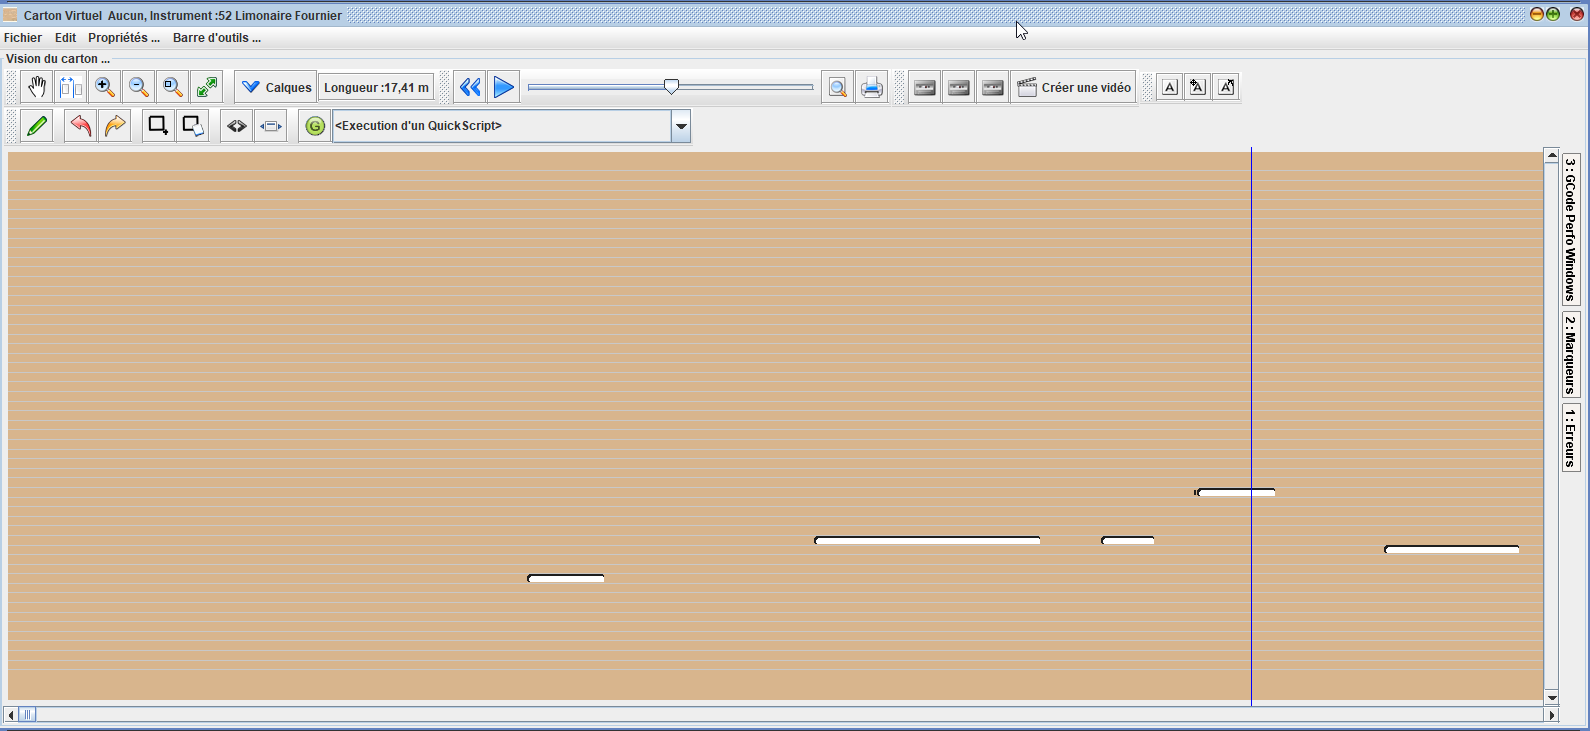 Carton Virtuel  Aucun, Instrument :52 Limonaire Fournier
Fichier Edit Propriétés ... Barre d'outils ...
Vision du carton ...
Calques Longueur :17,41 m Créer une vidéo A A A
G <Execution d'un QuickScript>
3 : GCode Perfo Windows
2 : Marqueurs
1 : Erreurs